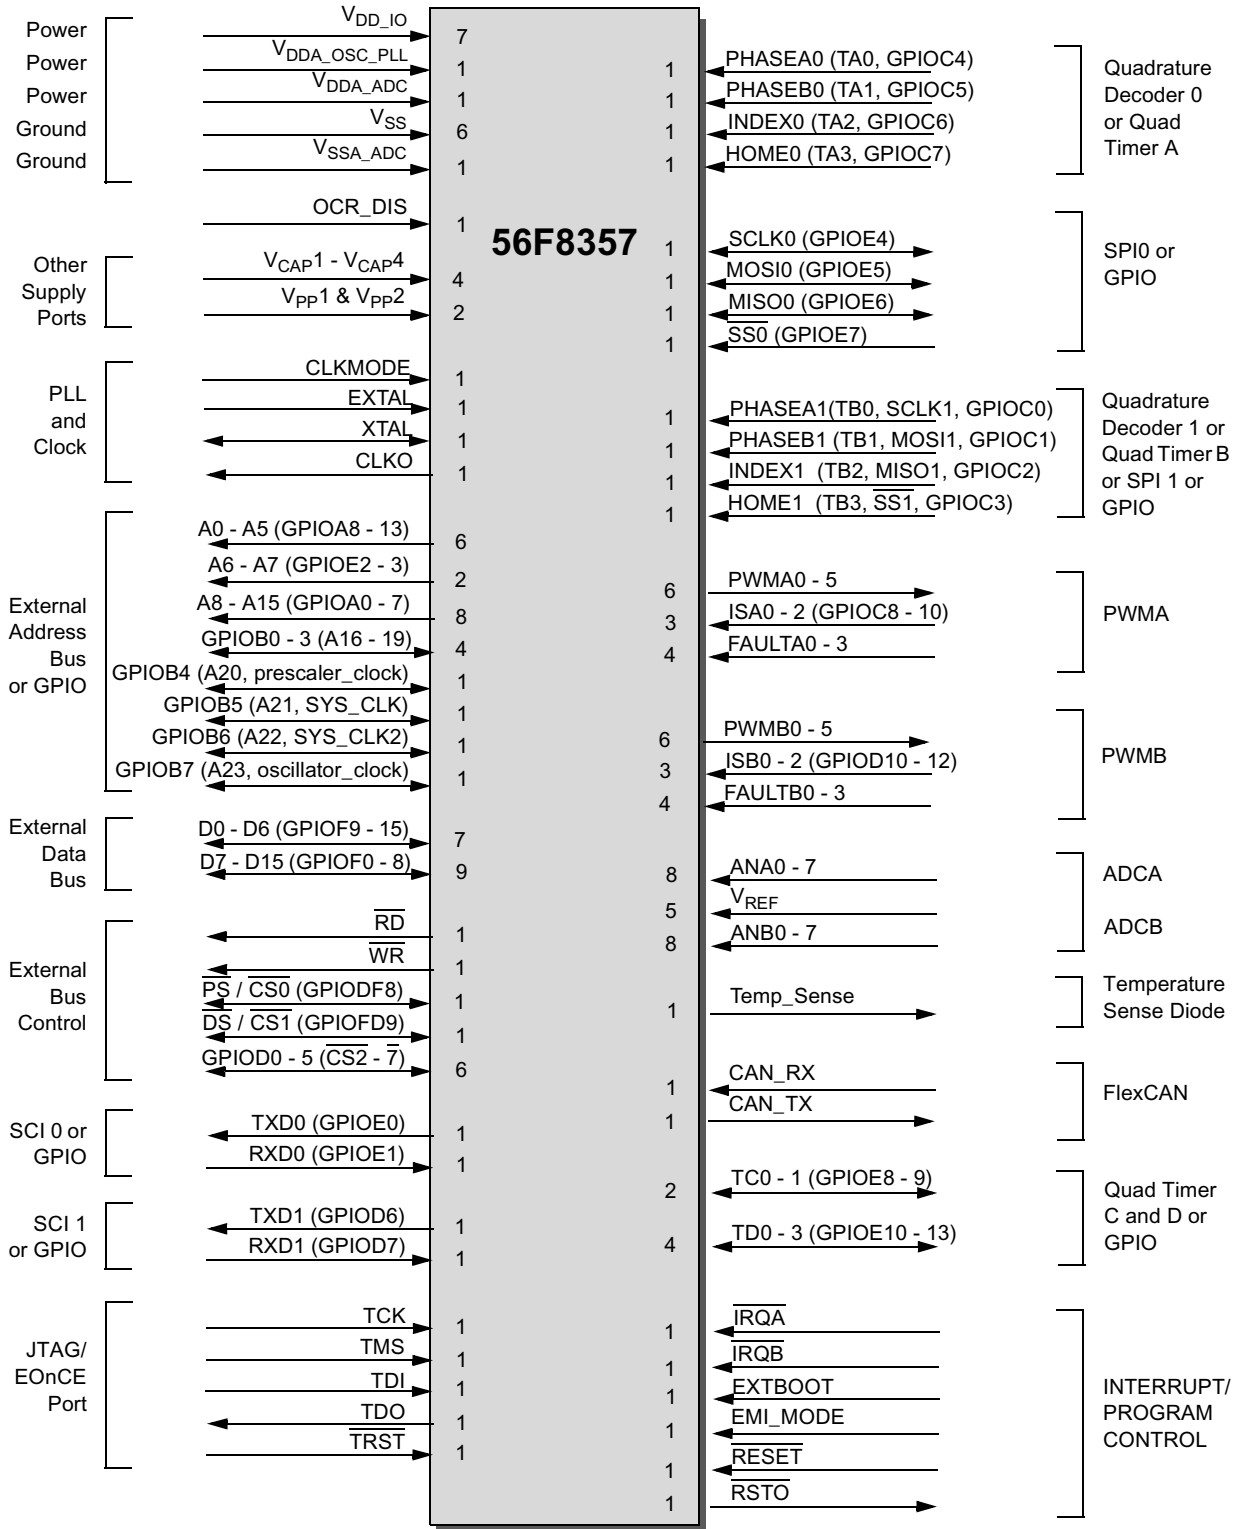 56F8357
Power
Power
Power
Ground
Ground
V_DD_IO 7
V_DDA_OSC_PLL 1
V_DDA_ADC 1
V_SS 6
V_SSA_ADC 1
OCR_DIS 1
Other
Supply
Ports
V_CAP1 - V_CAP4 4
V_PP1 & V_PP2 2
PLL
and
Clock
CLKMODE 1
EXTAL 1
XTAL 1
CLKO 1
External
Address
Bus
or GPIO
A0 - A5 (GPIOA8 - 13) 6
A6 - A7 (GPIOE2 - 3) 2
A8 - A15 (GPIOA0 - 7) 8
GPIOB0 - 3 (A16 - 19) 4
GPIOB4 (A20, prescaler_clock) 1
GPIOB5 (A21, SYS_CLK) 1
GPIOB6 (A22, SYS_CLK2) 1
GPIOB7 (A23, oscillator_clock) 1
External
Data
Bus
D0 - D6 (GPIOF9 - 15) 7
D7 - D15 (GPIOF0 - 8) 9
External
Bus
Control
R̅D̅ 1
W̅R̅ 1
P̅S̅ / C̅S̅0̅ (GPIODF8) 1
D̅S̅ / C̅S̅1̅ (GPIOFD9) 1
GPIOD0 - 5 (C̅S̅2̅ - 7̅) 6
SCI 0 or
GPIO
TXD0 (GPIOE0) 1
RXD0 (GPIOE1) 1
SCI 1
or GPIO
TXD1 (GPIOD6) 1
RXD1 (GPIOD7) 1
JTAG/
EOnCE
Port
TCK 1
TMS 1
TDI 1
TDO 1
T̅R̅S̅T̅ 1
1 PHASEA0 (TA0, GPIOC4)
1 PHASEB0 (TA1, GPIOC5)
1 INDEX0 (TA2, GPIOC6)
1 HOME0 (TA3, GPIOC7)
Quadrature
Decoder 0
or Quad
Timer A
1 SCLK0 (GPIOE4)
1 MOSI0 (GPIOE5)
1 MISO0 (GPIOE6)
1 S̅S̅0̅ (GPIOE7)
SPI0 or
GPIO
1 PHASEA1(TB0, SCLK1, GPIOC0)
1 PHASEB1 (TB1, MOSI1, GPIOC1)
1 INDEX1 (TB2, MISO1, GPIOC2)
1 HOME1 (TB3, S̅S̅1̅, GPIOC3)
Quadrature
Decoder 1 or
Quad Timer B
or SPI 1 or
GPIO
6 PWMA0 - 5
3 ISA0 - 2 (GPIOC8 - 10)
4 FAULTA0 - 3
PWMA
6 PWMB0 - 5
3 ISB0 - 2 (GPIOD10 - 12)
4 FAULTB0 - 3
PWMB
8 ANA0 - 7
5 V_REF
8 ANB0 - 7
ADCA
ADCB
1 Temp_Sense
Temperature
Sense Diode
1 CAN_RX
1 CAN_TX
FlexCAN
2 TC0 - 1 (GPIOE8 - 9)
4 TD0 - 3 (GPIOE10 - 13)
Quad Timer
C and D or
GPIO
1 I̅R̅Q̅A̅
1 I̅R̅Q̅B̅
1 EXTBOOT
1 EMI_MODE
1 R̅E̅S̅E̅T̅
1 R̅S̅T̅O̅
INTERRUPT/
PROGRAM
CONTROL